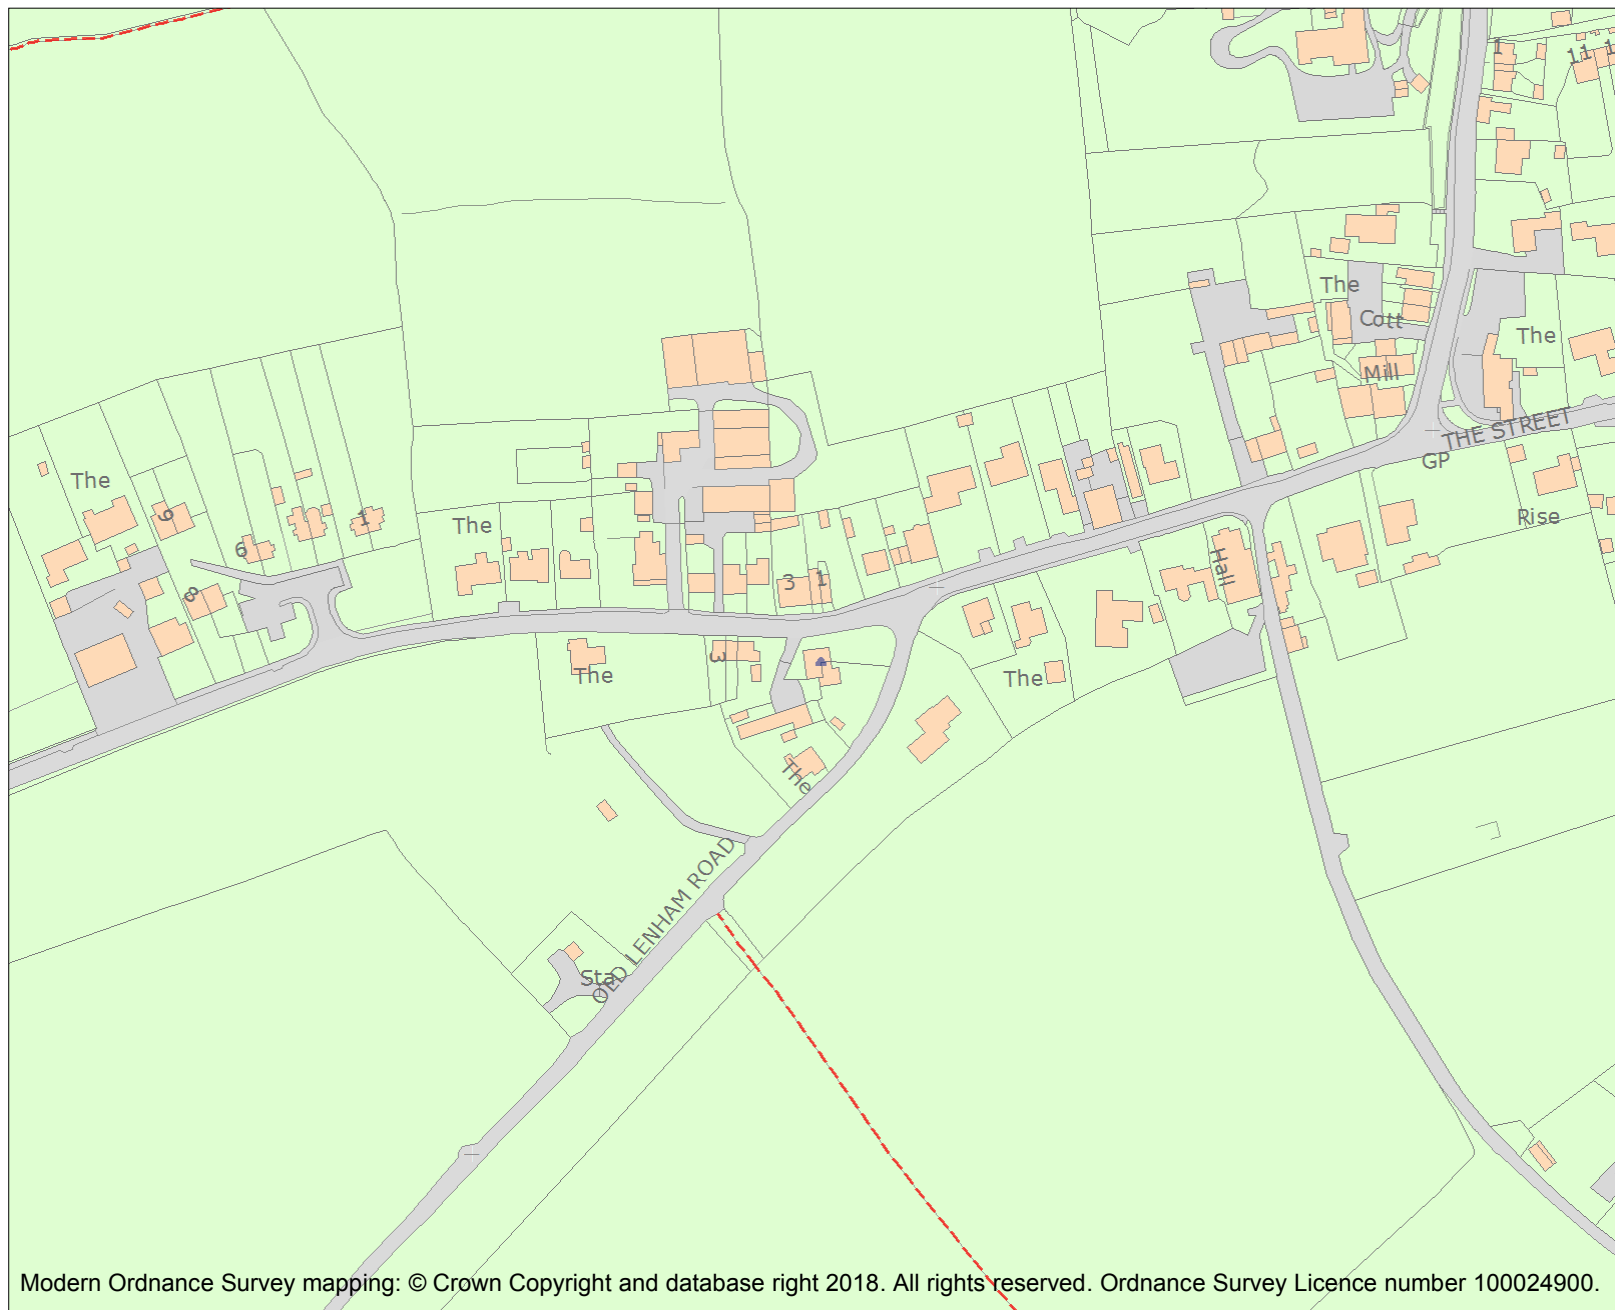 1
11
1
The
Cott
The
Mill
THE STREET
GP
The
9
1
The
6
Rise
Hall
8
3
1
3
The
The
The
OLD LENHAM ROAD
Sta
Modern Ordnance Survey mapping: © Crown Copyright and database right 2018. All rights reserved. Ordnance Survey Licence number 100024900.